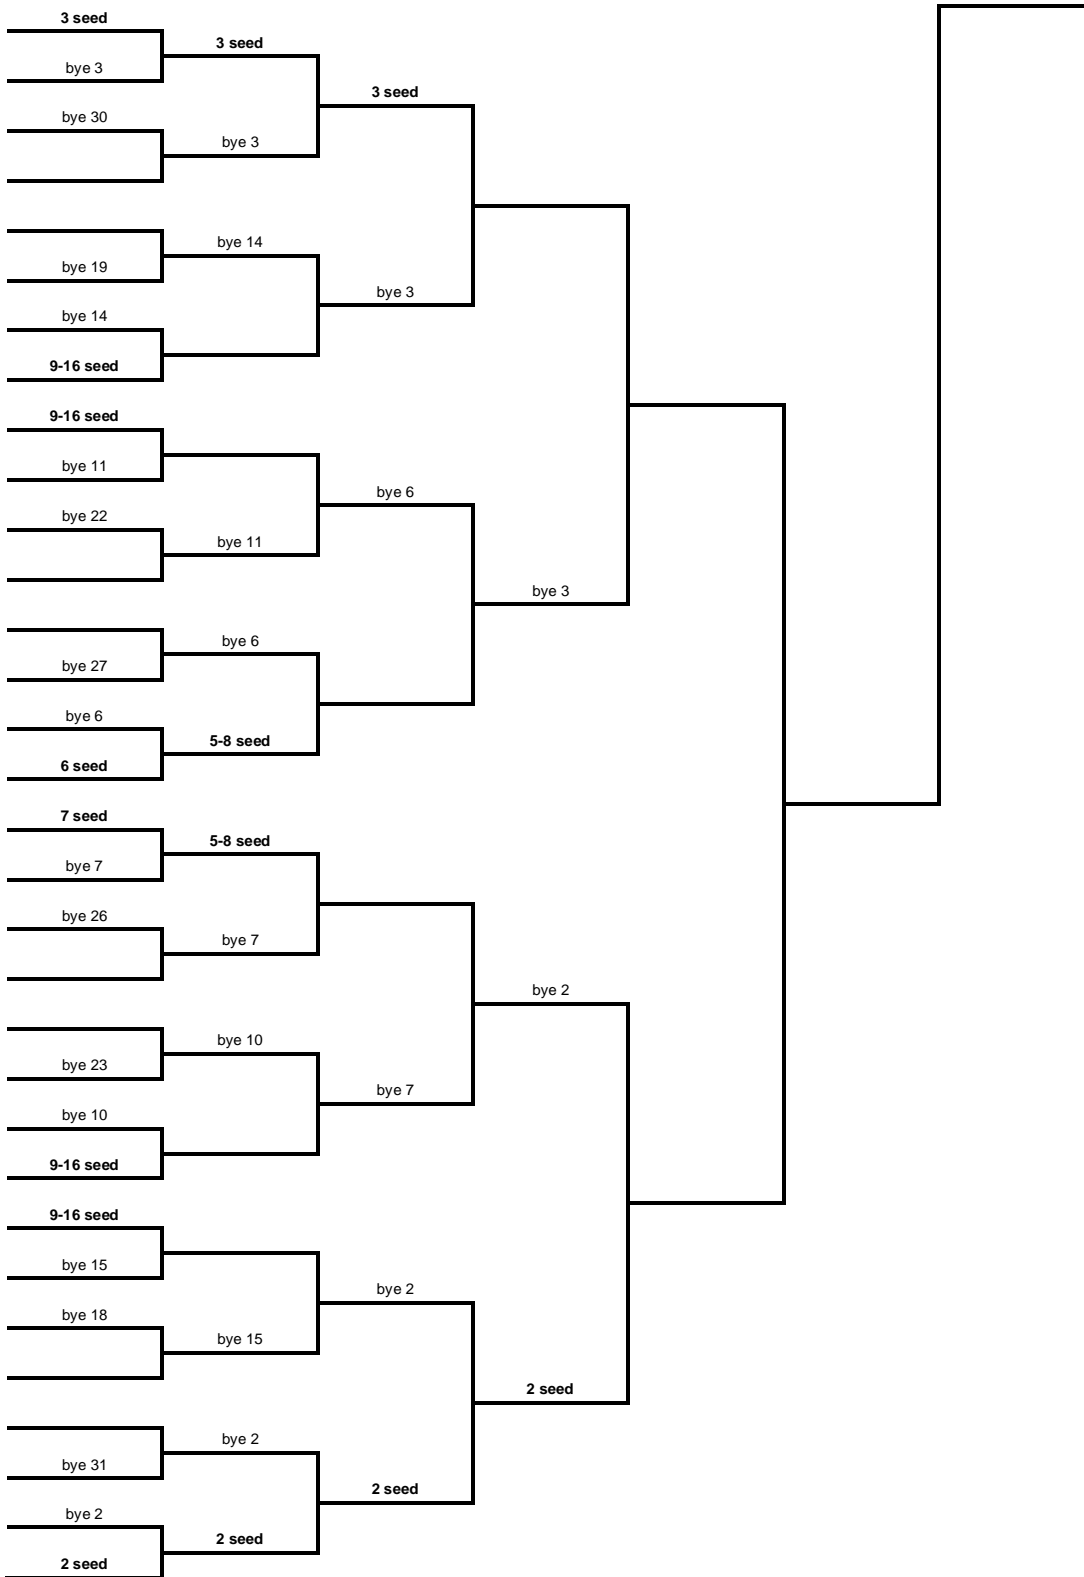 3 seed
3 seed
bye 3
3 seed
bye 30
bye 3
bye 14
bye 19
bye 3
bye 14
9-16 seed
9-16 seed
bye 11
bye 6
bye 22
bye 11
bye 3
bye 6
bye 27
bye 6
5-8 seed
6 seed
7 seed
5-8 seed
bye 7
bye 26
bye 7
bye 2
bye 10
bye 23
bye 7
bye 10
9-16 seed
9-16 seed
bye 15
bye 2
bye 18
bye 15
2 seed
bye 2
bye 31
2 seed
bye 2
2 seed
2 seed